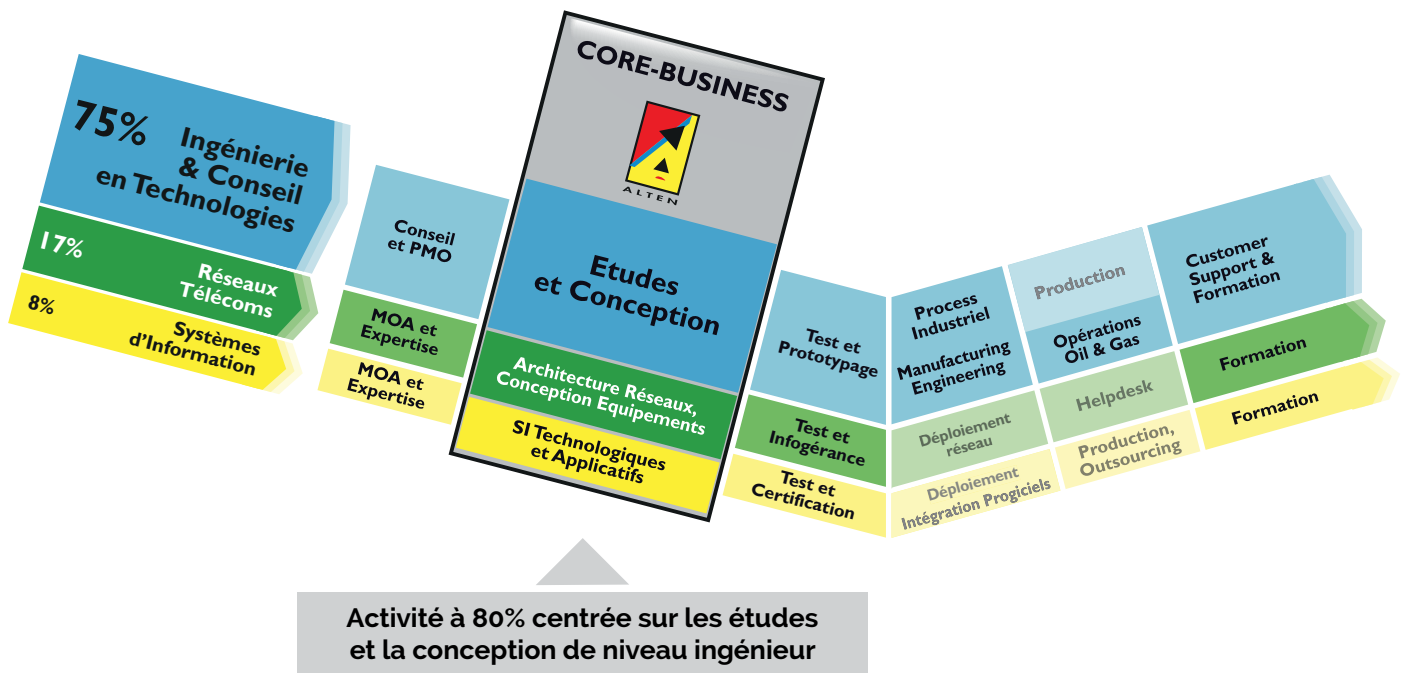 75%
Ingénierie
& Conseil
en Technologies
17%
Réseaux
Télécoms
8%
Systèmes
d'Information
Conseil
et PMO
MOA et
Expertise
MOA et
Expertise
CORE-BUSINESS
ALTEN
Etudes
et Conception
Architecture Réseaux,
Conception Equipements
SI Technologiques
et Applicatifs
Test et
Prototypage
Test et
Infogérance
Test et
Certification
Process
Industriel
Manufacturing
Engineering
Déploiement
réseau
Déploiement
Intégration Progiciels
Production
Opérations
Oil & Gas
Helpdesk
Production,
Outsourcing
Customer
Support &
Formation
Formation
Formation
Activité à 80% centrée sur les études
et la conception de niveau ingénieur